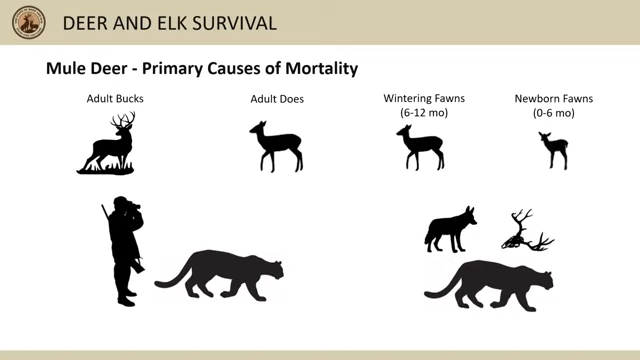 DEER AND ELK SURVIVAL
Mule Deer - Primary Causes of Mortality
Adult Bucks
Adult Does
Wintering Fawns
(6-12 mo)
Newborn Fawns
(0-6 mo)